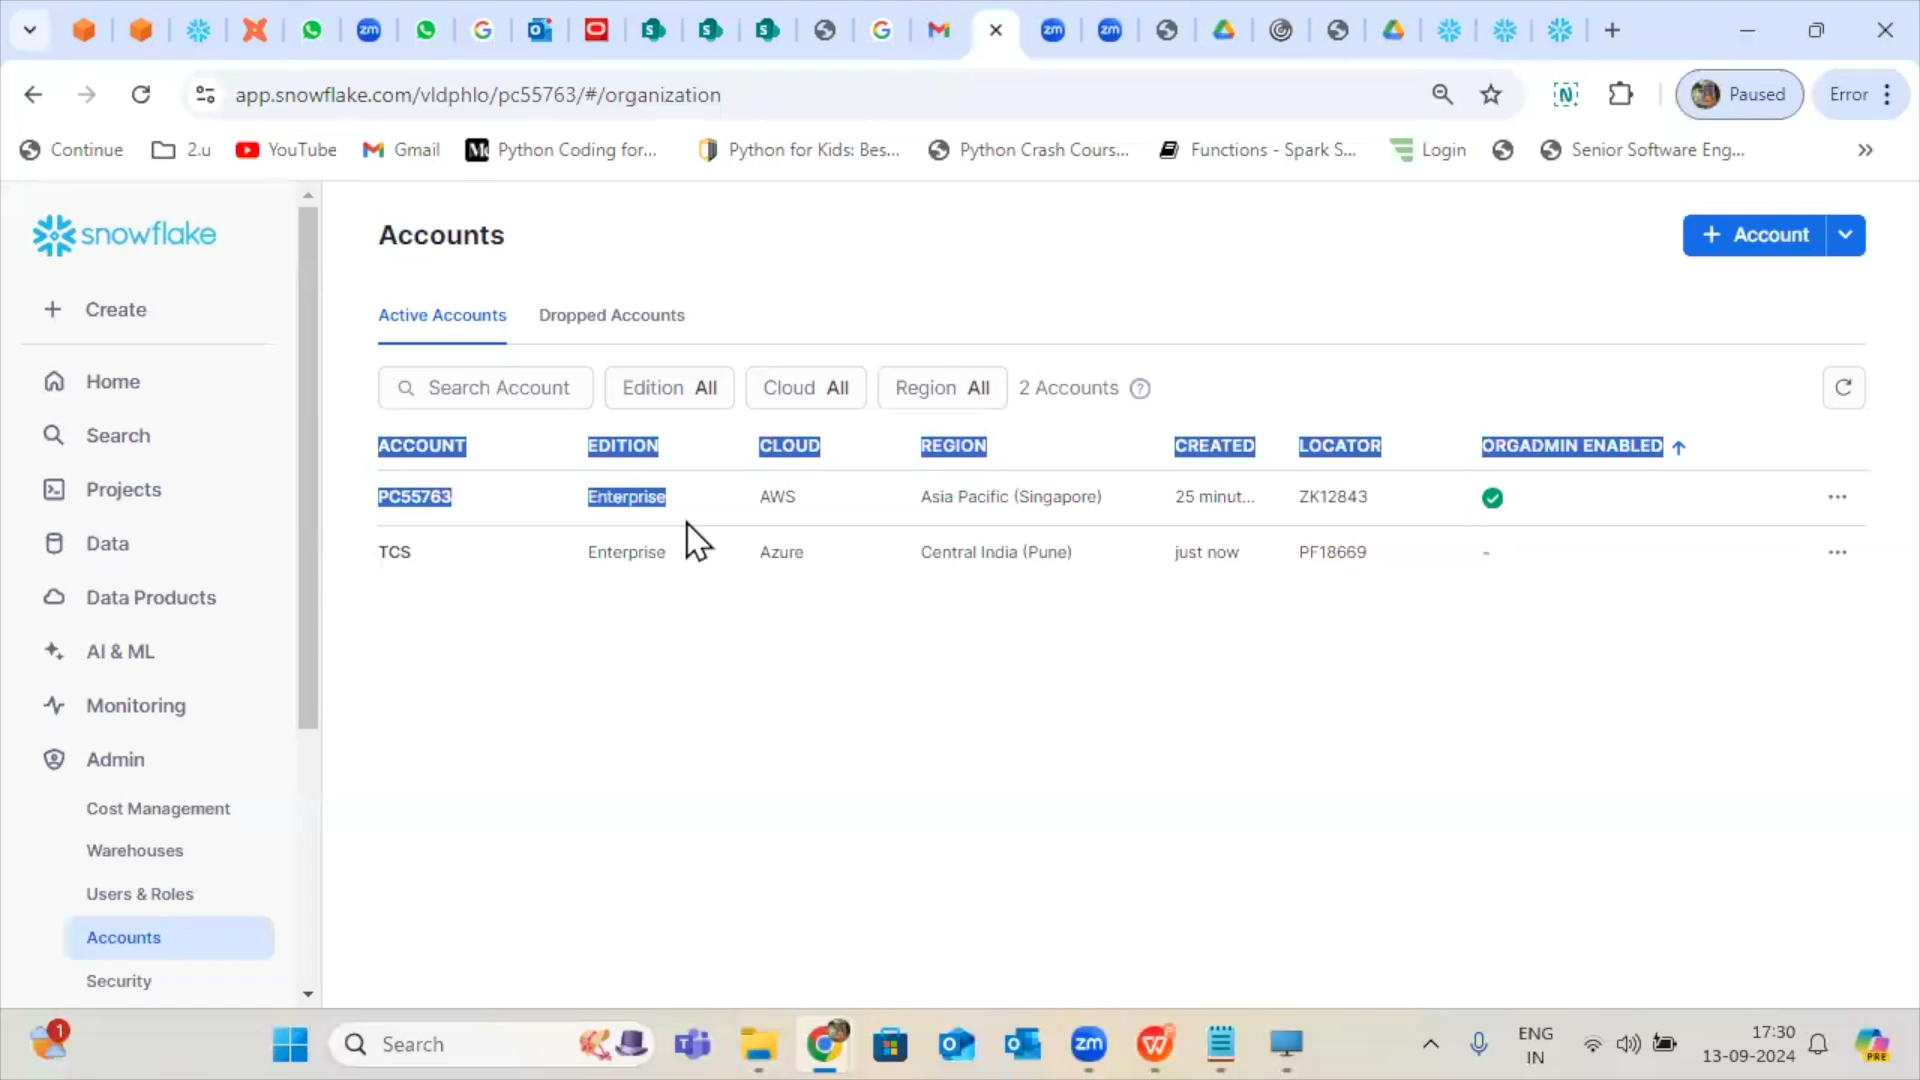 app.snowflake.com/vldphlo/pc55763/#/organization
Paused
Error
Continue
2.u
YouTube
Gmail
Python Coding for...
Python for Kids: Bes...
Python Crash Cours...
Functions - Spark S...
Login
Senior Software Eng...
snowflake
Create
Home
Search
Projects
Data
Data Products
AI & ML
Monitoring
Admin
Cost Management
Warehouses
Users & Roles
Accounts
Security
Accounts
+ Account
Active Accounts Dropped Accounts
Search Account Edition All Cloud All Region All 2 Accounts
ACCOUNT EDITION CLOUD REGION CREATED LOCATOR ORGADMIN ENABLED
PC55763 Enterprise AWS Asia Pacific (Singapore) 25 minut... ZK12843
TCS Enterprise Azure Central India (Pune) just now PF18669 -
1
Search
ENG
IN
17:30
13-09-2024
PRE